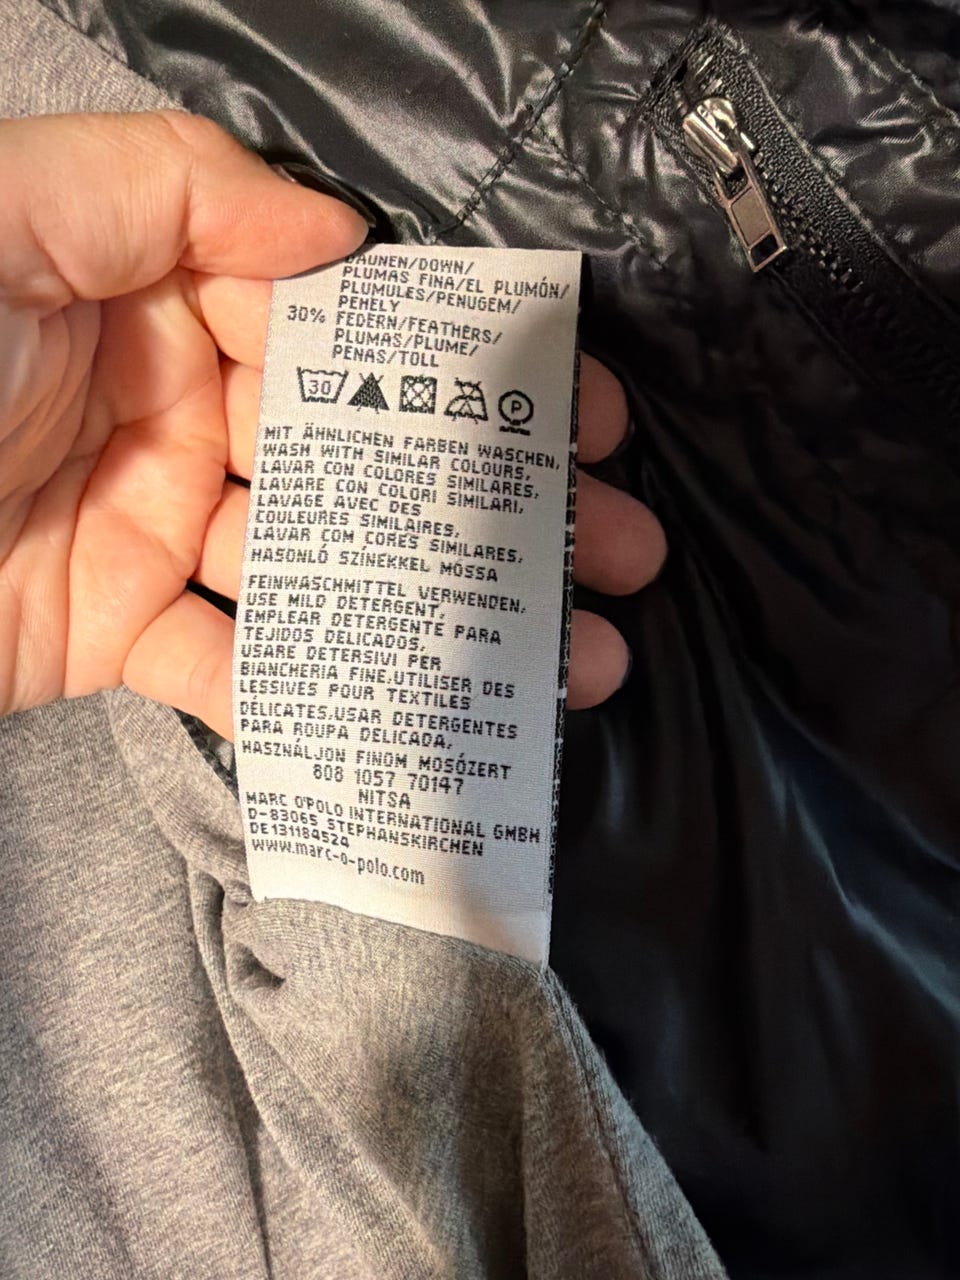 DAUNEN/DOWN/
PLUMAS FINA/EL PLUMÓN/
PLUMULES/PENUGEM/
PEHELY
30% FEDERN/FEATHERS/
PLUMAS/PLUME/
PENAS/TOLL
30 P
MIT ÄHNLICHEN FARBEN WASCHEN,
WASH WITH SIMILAR COLOURS,
LAVAR CON COLORES SIMILARES,
LAVARE CON COLORI SIMILARI,
LAVAGE AVEC DES
COULEURS SIMILAIRES,
LAVAR COM CORES SIMILARES,
HASONLÓ SZÍNEKKEL MOSSA
FEINWASCHMITTEL VERWENDEN,
USE MILD DETERGENT,
EMPLEAR DETERGENTE PARA
TEJIDOS DELICADOS,
USARE DETERSIVI PER
BIANCHERIA FINE,UTILISER DES
LESSIVES POUR TEXTILES
DÉLICATES,USAR DETERGENTES
PARA ROUPA DELICADA,
HASZNÁLJON FINOM MOSÓZERT
808 1057 70147
NITSA
MARC O'POLO INTERNATIONAL GMBH
D-83065 STEPHANSKIRCHEN
DE131184524
www.marc-o-polo.com